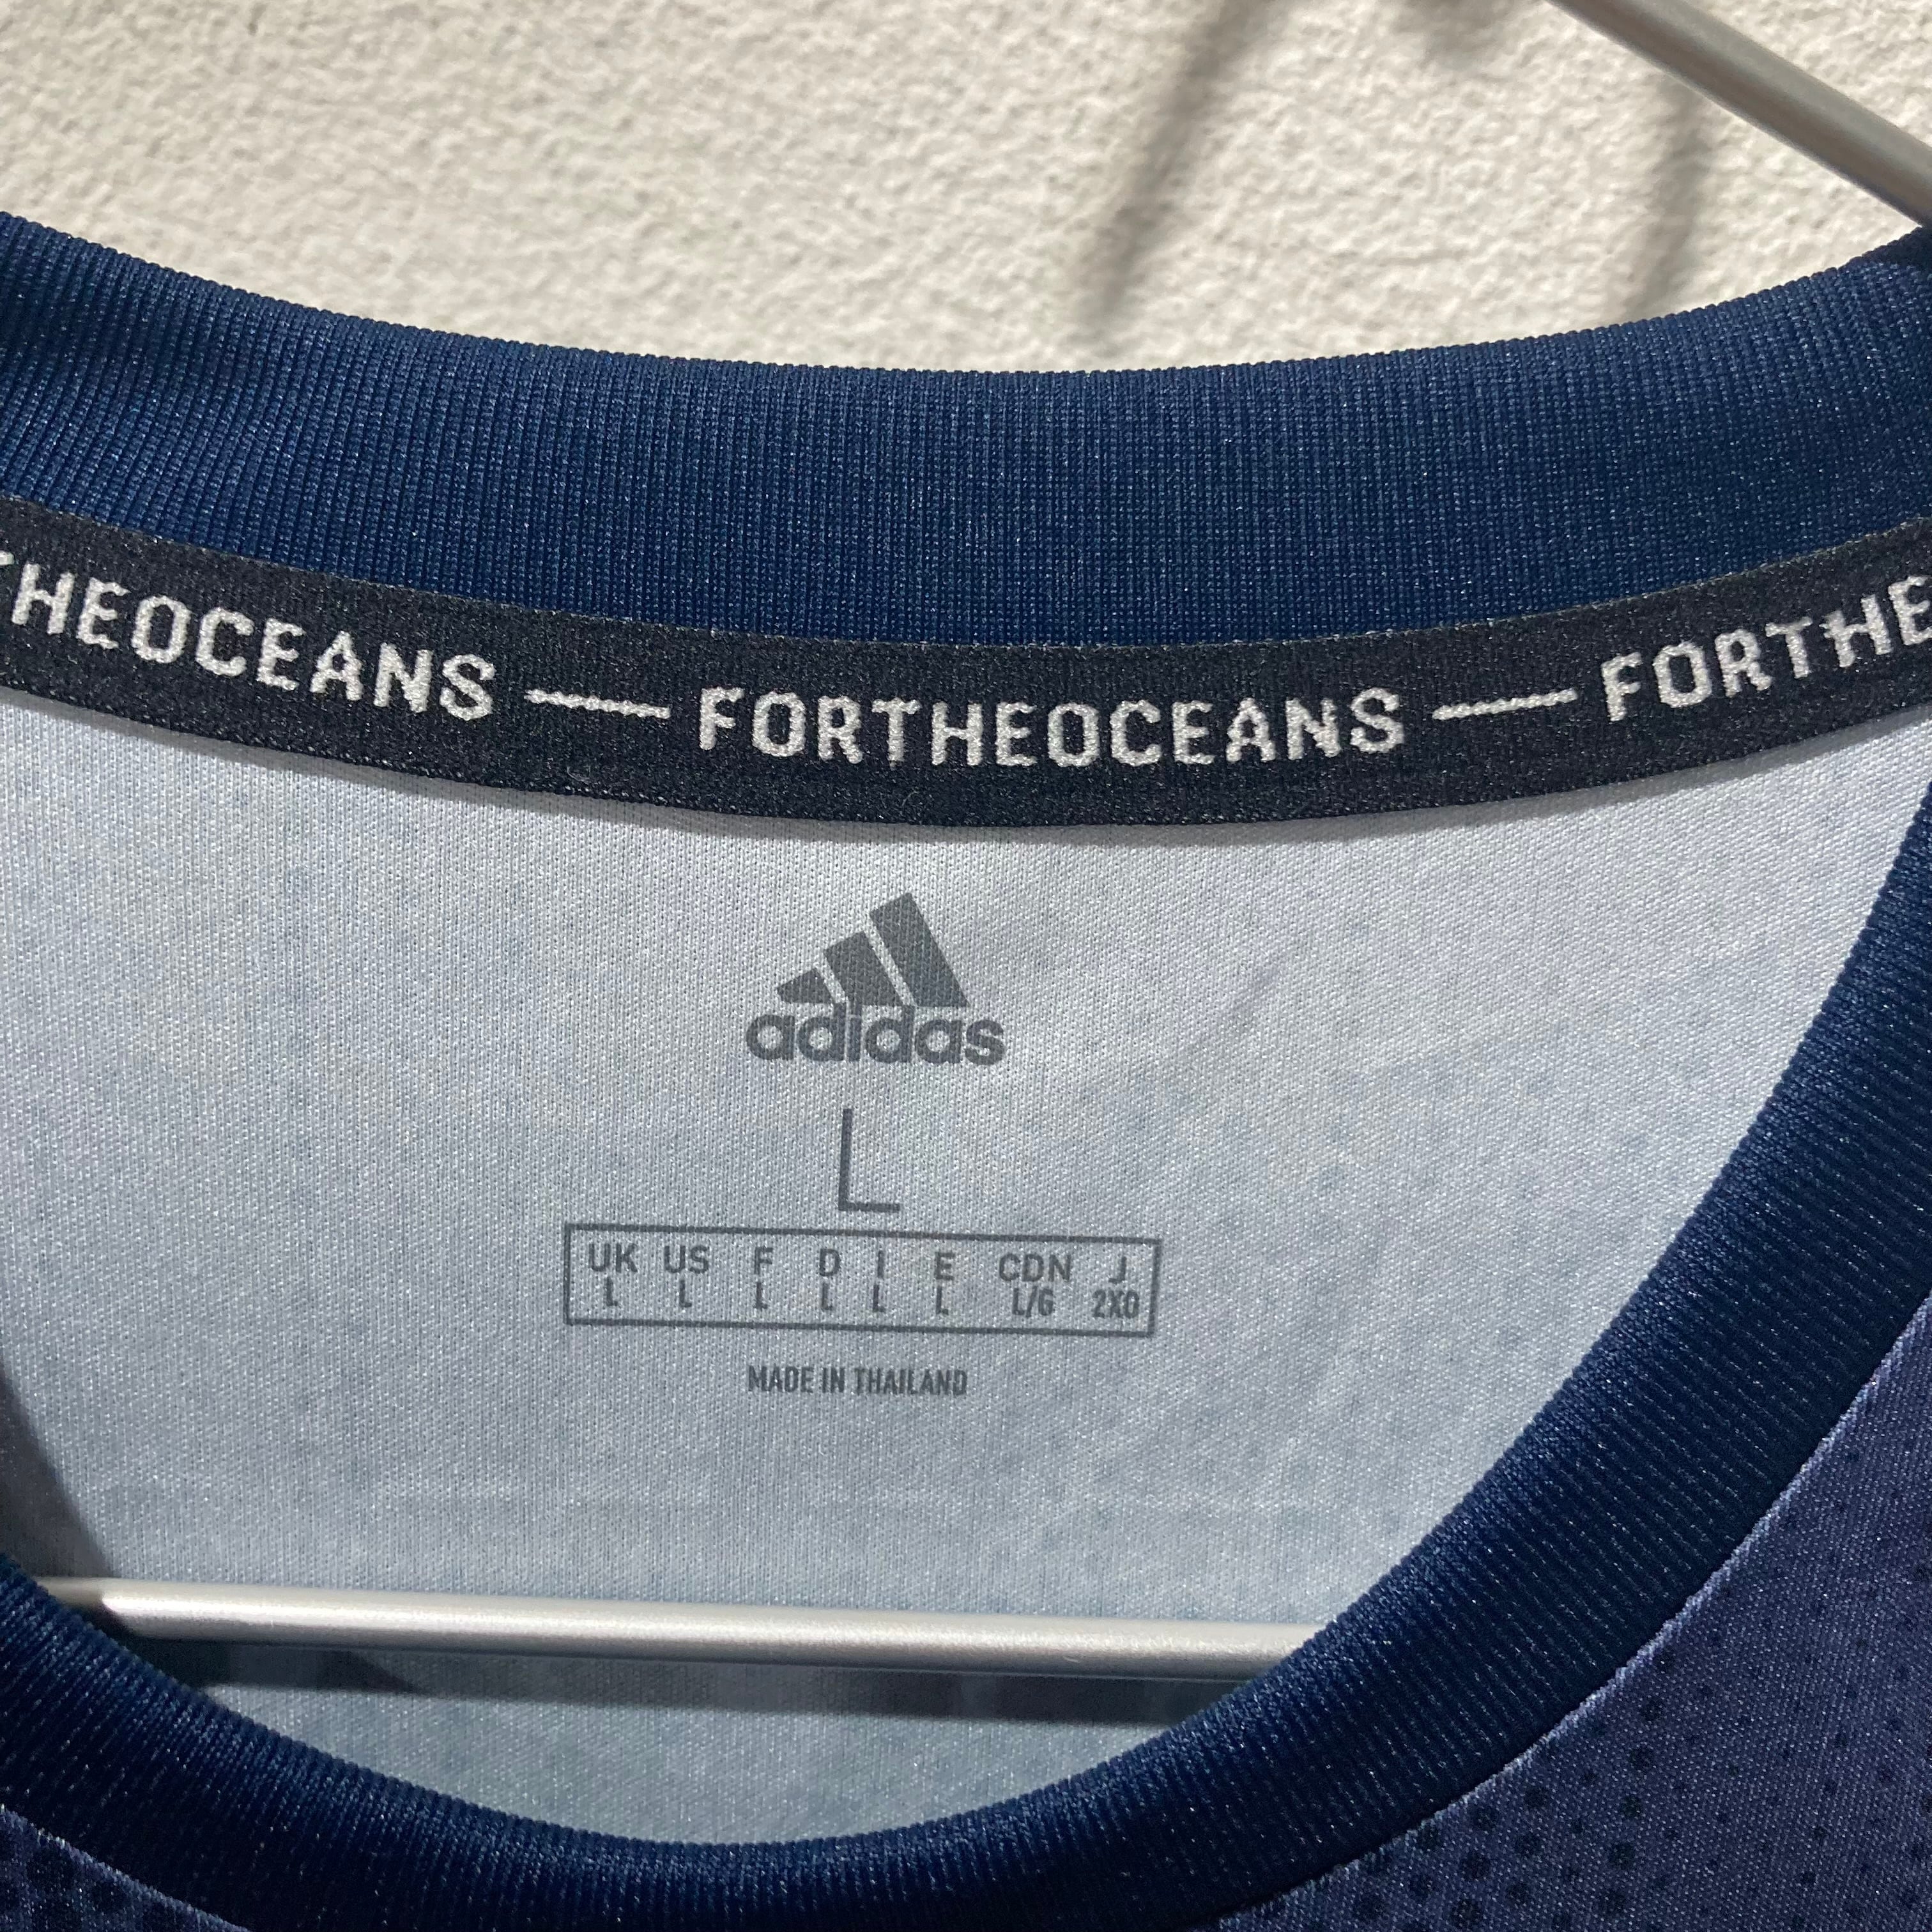 THEOCEANS — FORTHEOCEANS — FORTHE
adidas
L
UK US F D I E CDN J
L L L L L L L/G 2XO
MADE IN THAILAND